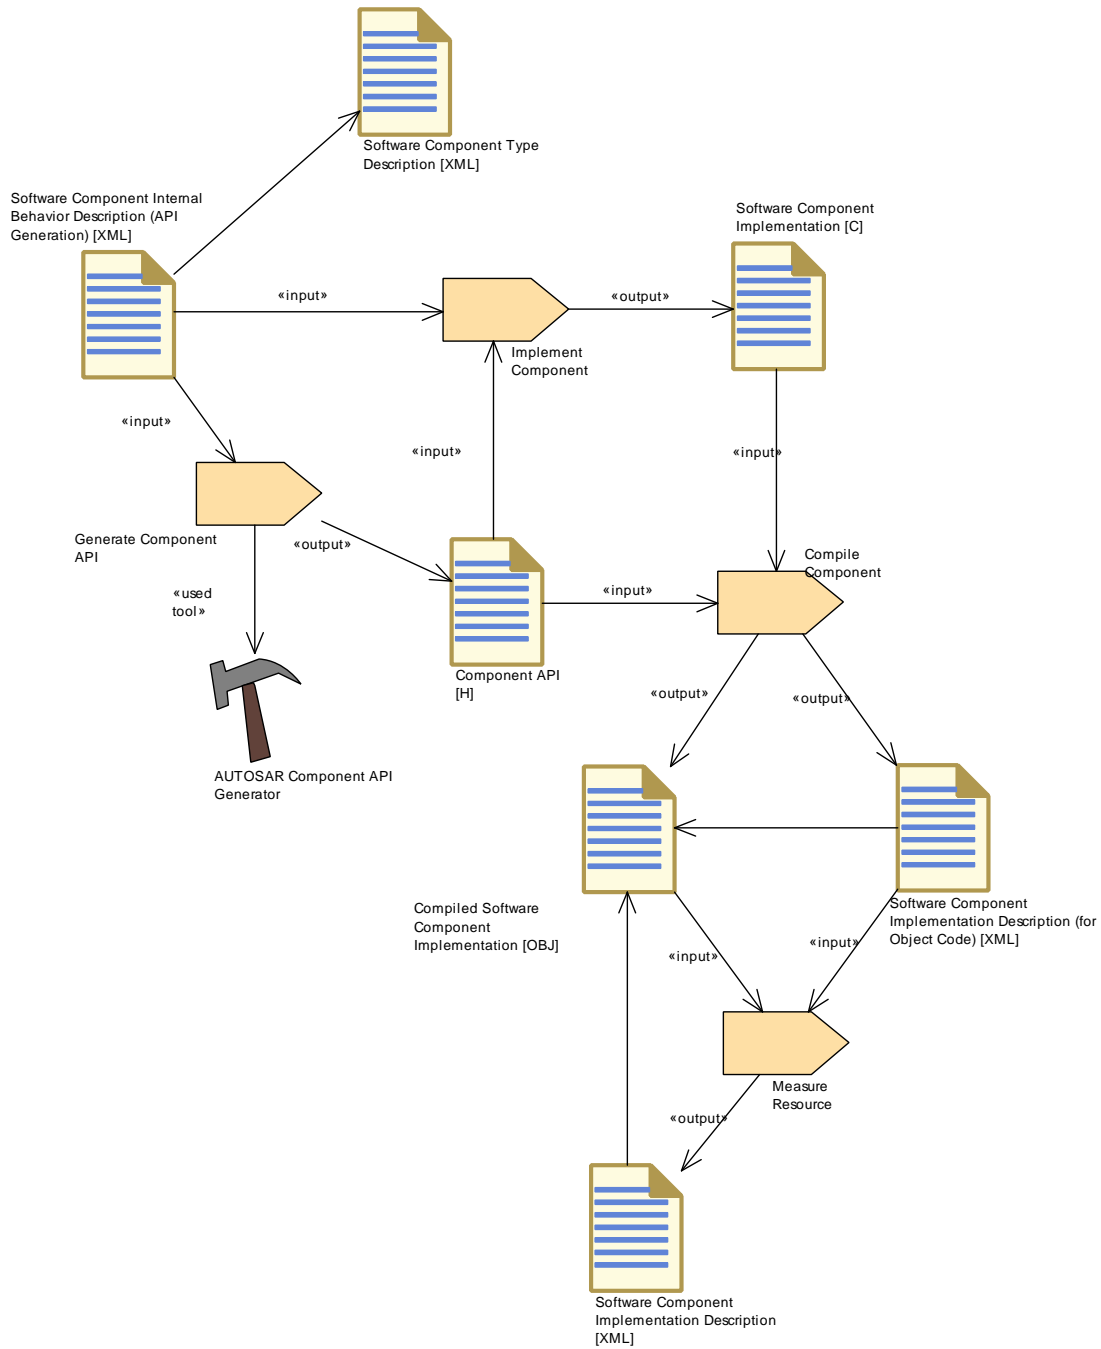 Software Component Type
Description [XML]
Software Component Internal
Behavior Description (API
Generation) [XML]
Software Component
Implementation [C]
«input»
«output»
Implement
Component
«input»
«input»
«input»
Generate Component
API
«output»
Compile
Component
«used
tool»
«input»
Component API
[H]
«output»
«output»
AUTOSAR Component API
Generator
Compiled Software
Component
Implementation [OBJ]
Software Component
Implementation Description (for
Object Code) [XML]
«input»
«input»
Measure
Resource
«output»
Software Component
Implementation Description
[XML]